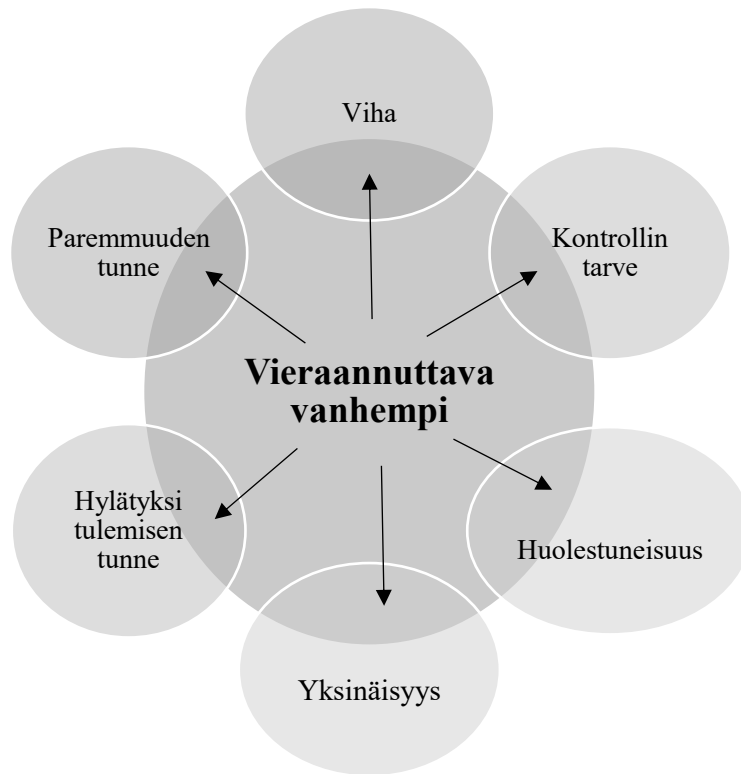 Viha
Paremmuuden
tunne
Kontrollin
tarve
Vieraannuttava
vanhempi
Hylätyksi
tulemisen
tunne
Huolestuneisuus
Yksinäisyys